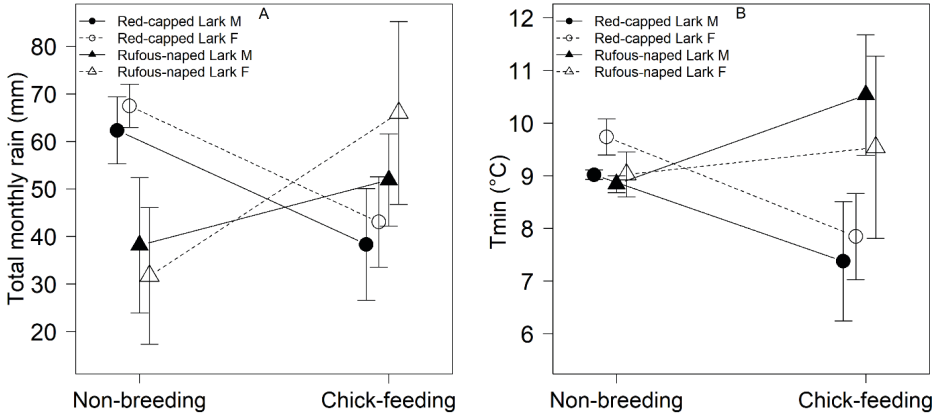 A
Red-capped Lark M
Red-capped Lark F
Rufous-naped Lark M
Rufous-naped Lark F
Total monthly rain (mm)
80
70
60
50
40
30
20
Non-breeding
Chick-feeding
B
Red-capped Lark M
Red-capped Lark F
Rufous-naped Lark M
Rufous-naped Lark F
Tmin (°C)
12
11
10
9
8
7
6
Non-breeding
Chick-feeding